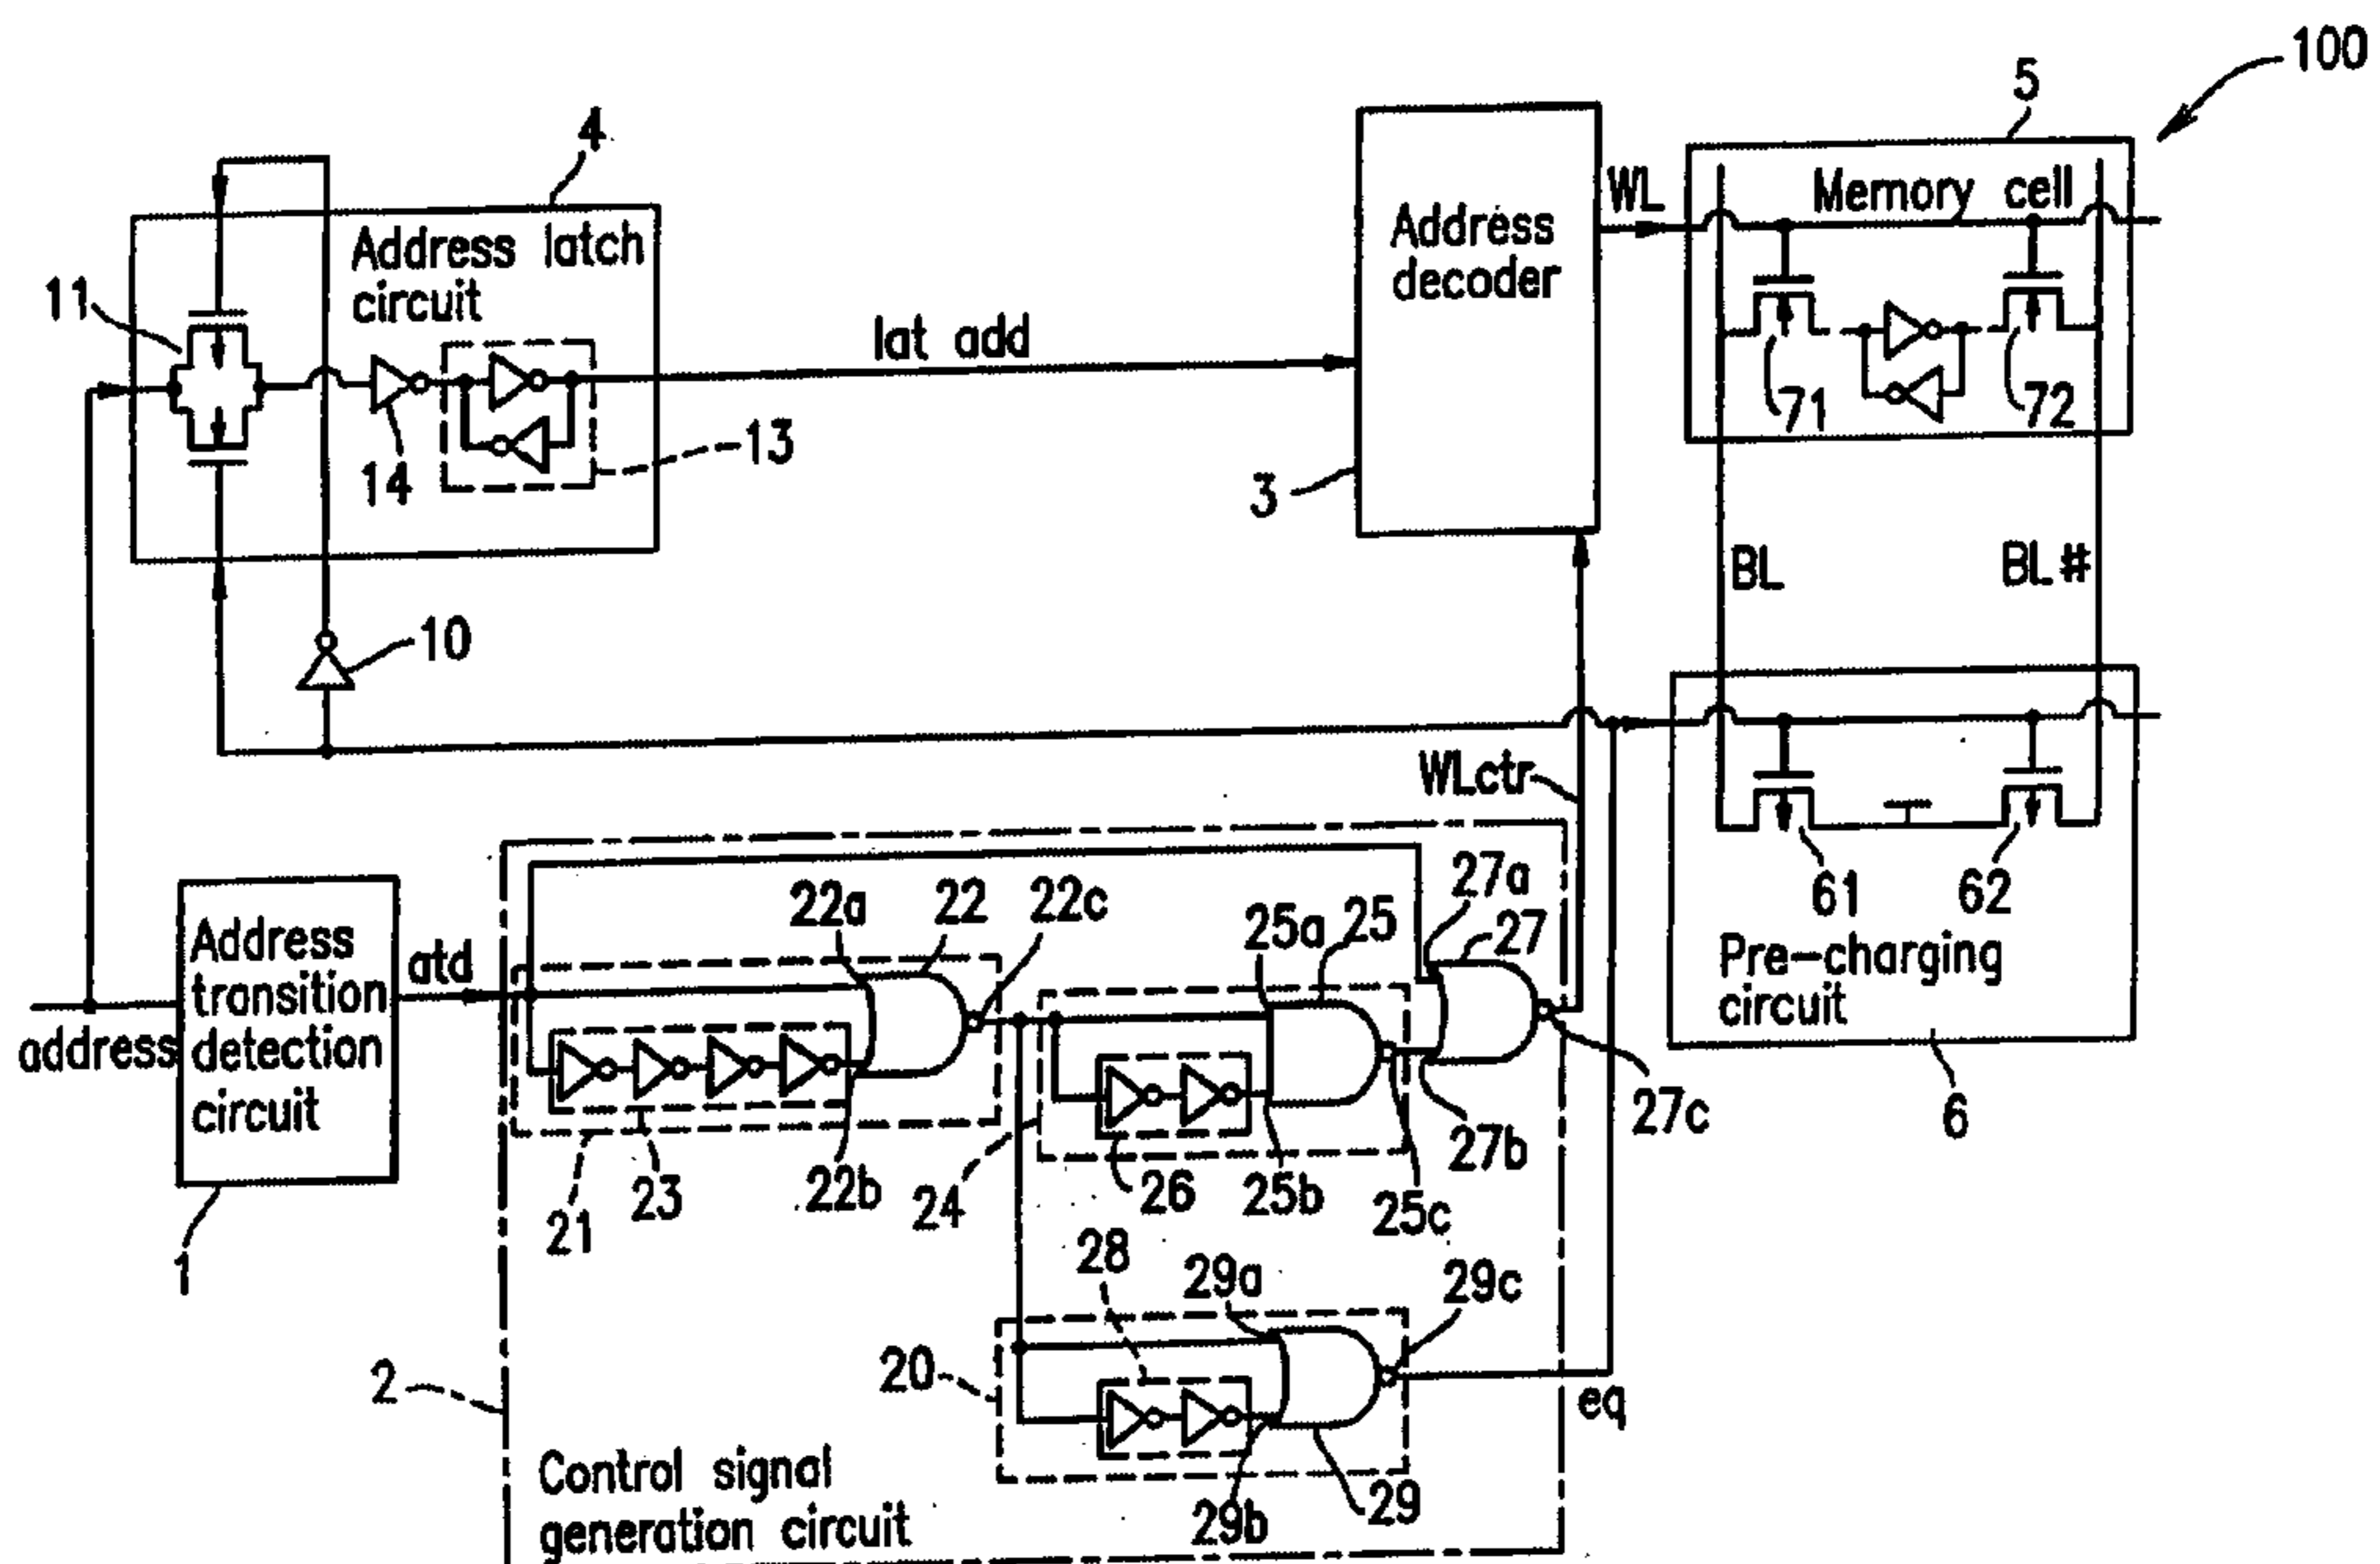 100
4
5
Address latch
circuit
11
14
13
lat add
Address
decoder
3
WL
Memory cell
71
72
BL
BL#
10
WLctr
61
62
Pre-charging
circuit
6
address
Address
transition
detection
circuit
1
atd
22a
22
22c
21
23
22b
24
25a
25
26
25b
25c
27a
27
27b
27c
28
29a
29c
20
29b
29
eq
2
Control signal
generation circuit